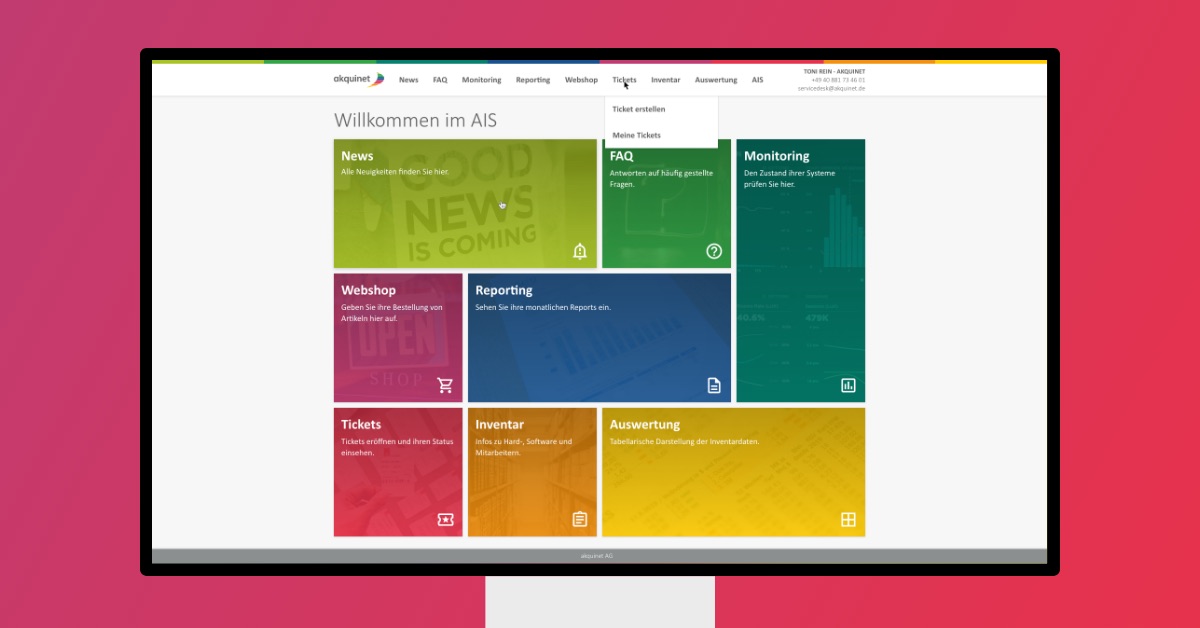 akquinet
News FAQ Monitoring Reporting Webshop Tickets Inventar Auswertung AIS
TONI REIN - AKQUINET
+49 40 881 73 46 01
servicedesk@akquinet.de
Ticket erstellen
Meine Tickets
Willkommen im AIS
News
Alle Neuigkeiten finden Sie hier.
GOOD
NEWS
IS COMING
FAQ
Antworten auf häufig gestellte
Fragen.
Monitoring
Den Zustand ihrer Systeme
prüfen Sie hier.
479K
Webshop
Geben Sie ihre Bestellung von
Artikeln hier auf.
OPEN
SHOP
Reporting
Sehen Sie ihre monatlichen Reports ein.
Tickets
Tickets eröffnen und ihren Status
einsehen.
Inventar
Infos zu Hard-, Software und
Mitarbeitern.
Auswertung
Tabellarische Darstellung der Inventardaten.
akquinet AG